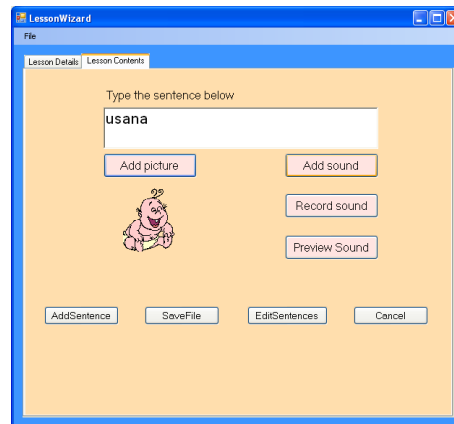 LessonWizard
File
Lesson Details Lesson Contents
Type the sentence below
usana
Add picture Add sound
Record sound
Preview Sound
AddSentence SaveFile EditSentences Cancel